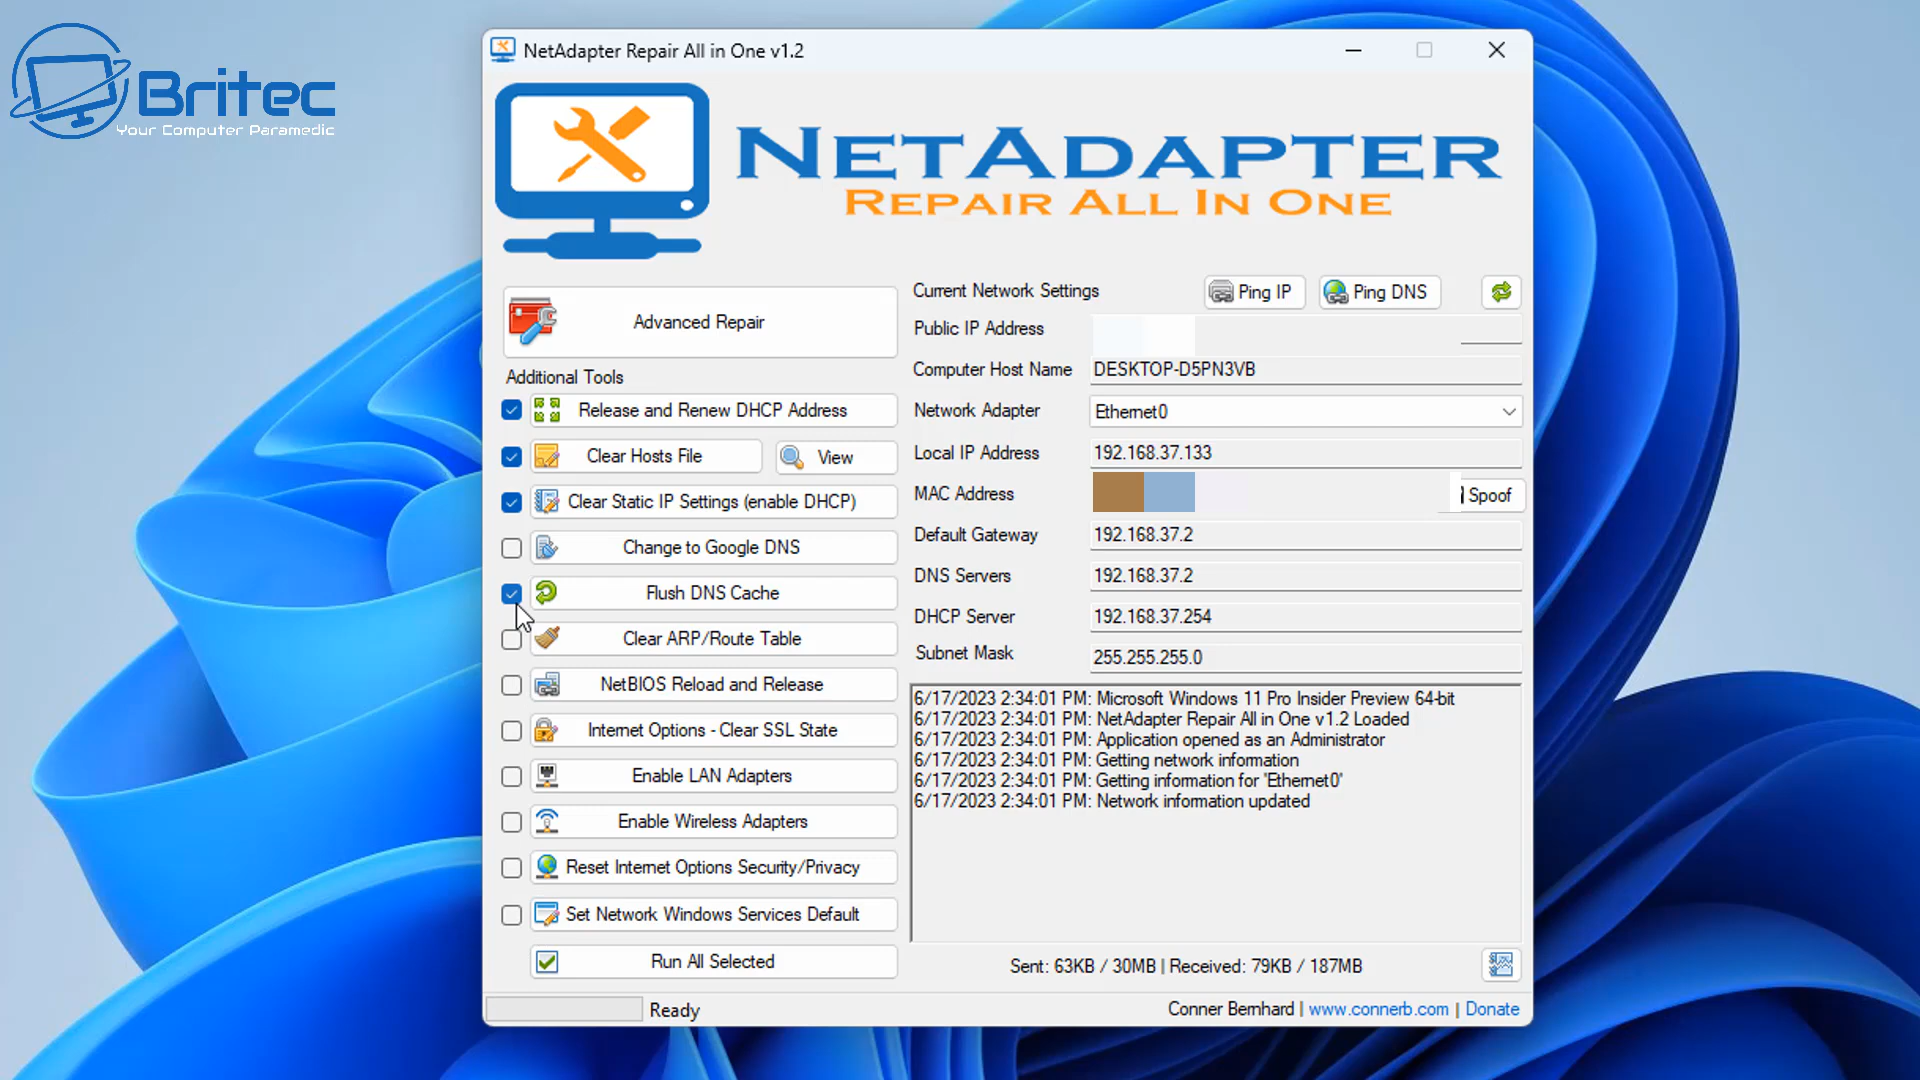 Britec
Your Computer Paramedic
NetAdapter Repair All in One v1.2
NETADAPTER
REPAIR ALL IN ONE
Advanced Repair
Additional Tools
Release and Renew DHCP Address
Clear Hosts File
View
Clear Static IP Settings (enable DHCP)
Change to Google DNS
Flush DNS Cache
Clear ARP/Route Table
NetBIOS Reload and Release
Internet Options - Clear SSL State
Enable LAN Adapters
Enable Wireless Adapters
Reset Internet Options Security/Privacy
Set Network Windows Services Default
Run All Selected
Current Network Settings
Ping IP
Ping DNS
Public IP Address
Computer Host Name DESKTOP-D5PN3VB
Network Adapter Ethernet0
Local IP Address 192.168.37.133
MAC Address Spoof
Default Gateway 192.168.37.2
DNS Servers 192.168.37.2
DHCP Server 192.168.37.254
Subnet Mask 255.255.255.0
6/17/2023 2:34:01 PM: Microsoft Windows 11 Pro Insider Preview 64-bit
6/17/2023 2:34:01 PM: NetAdapter Repair All in One v1.2 Loaded
6/17/2023 2:34:01 PM: Application opened as an Administrator
6/17/2023 2:34:01 PM: Getting network information
6/17/2023 2:34:01 PM: Getting information for 'Ethernet0'
6/17/2023 2:34:01 PM: Network information updated
Sent: 63KB / 30MB | Received: 79KB / 187MB
Ready
Conner Bernhard | www.connerb.com | Donate